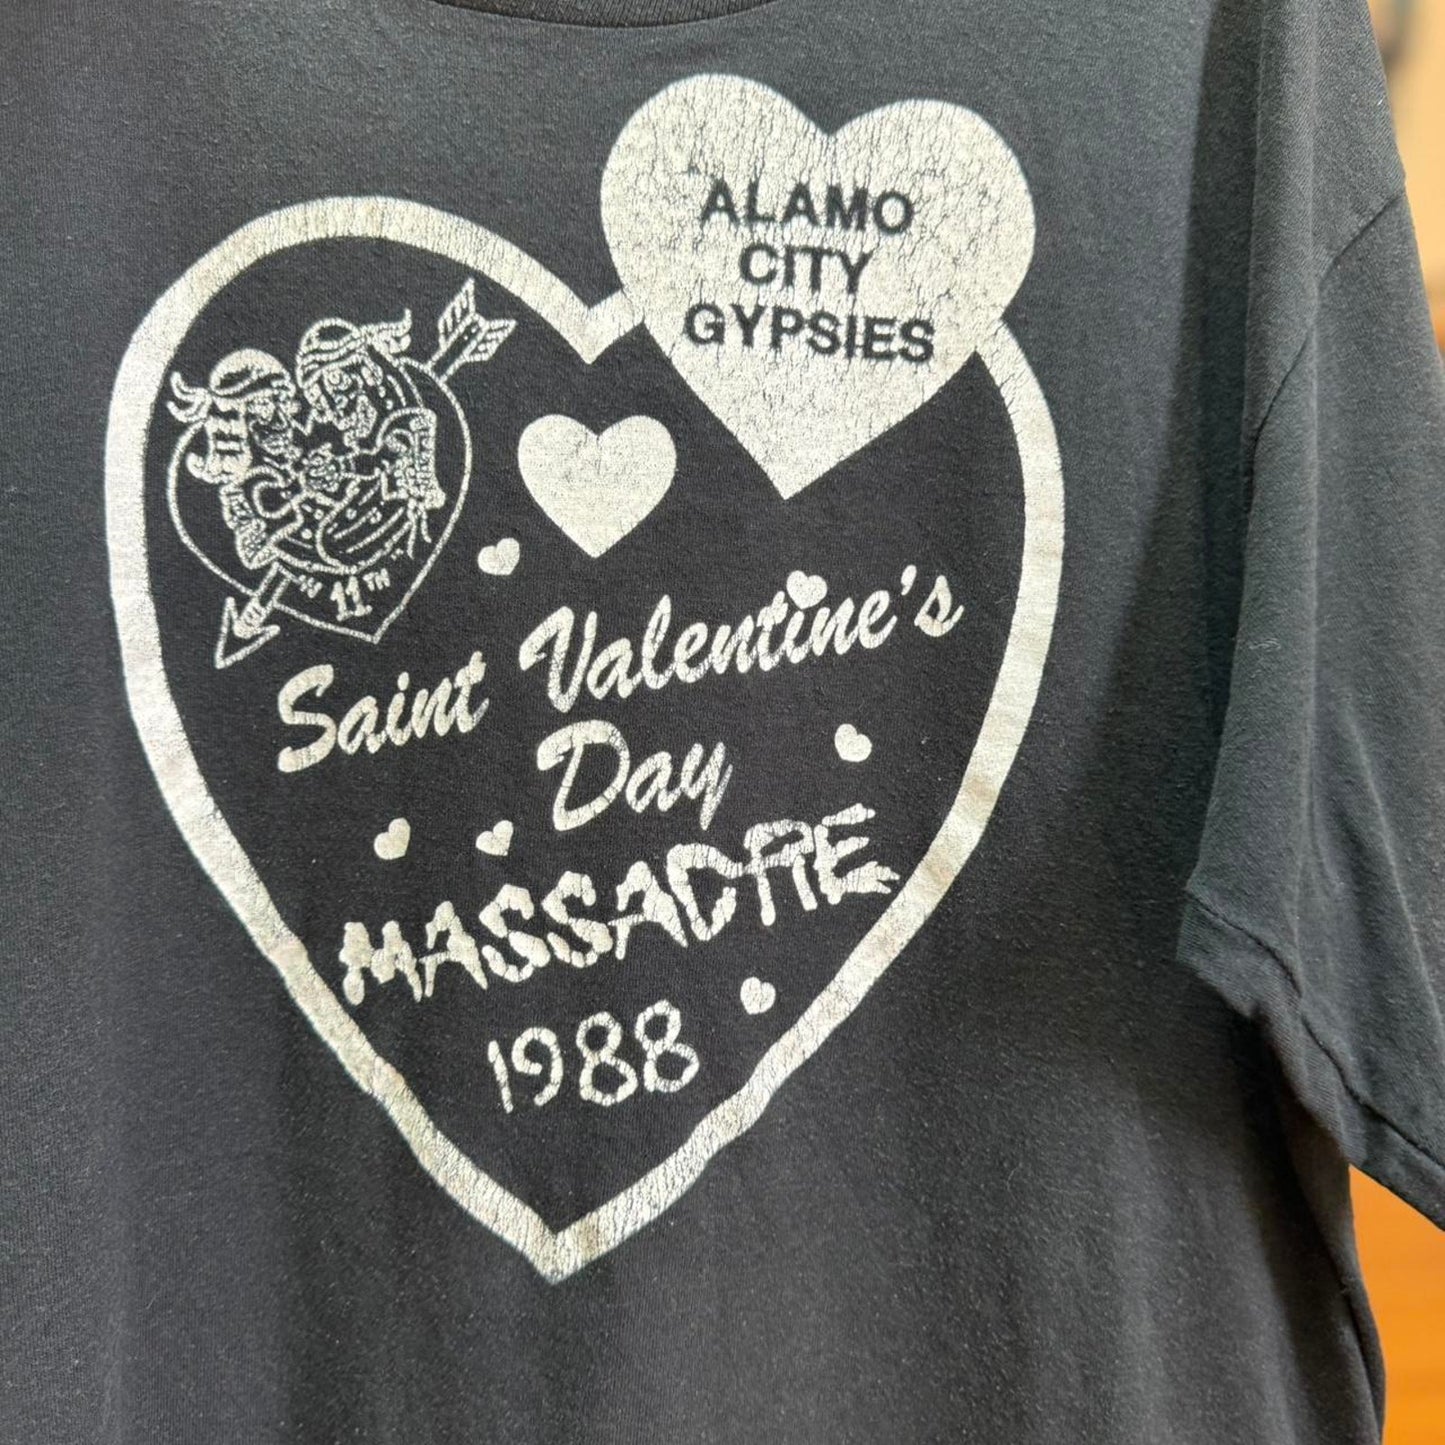 ALAMO
CITY
GYPSIES
11TH
Saint Valentine's
Day
MASSACRE
1988